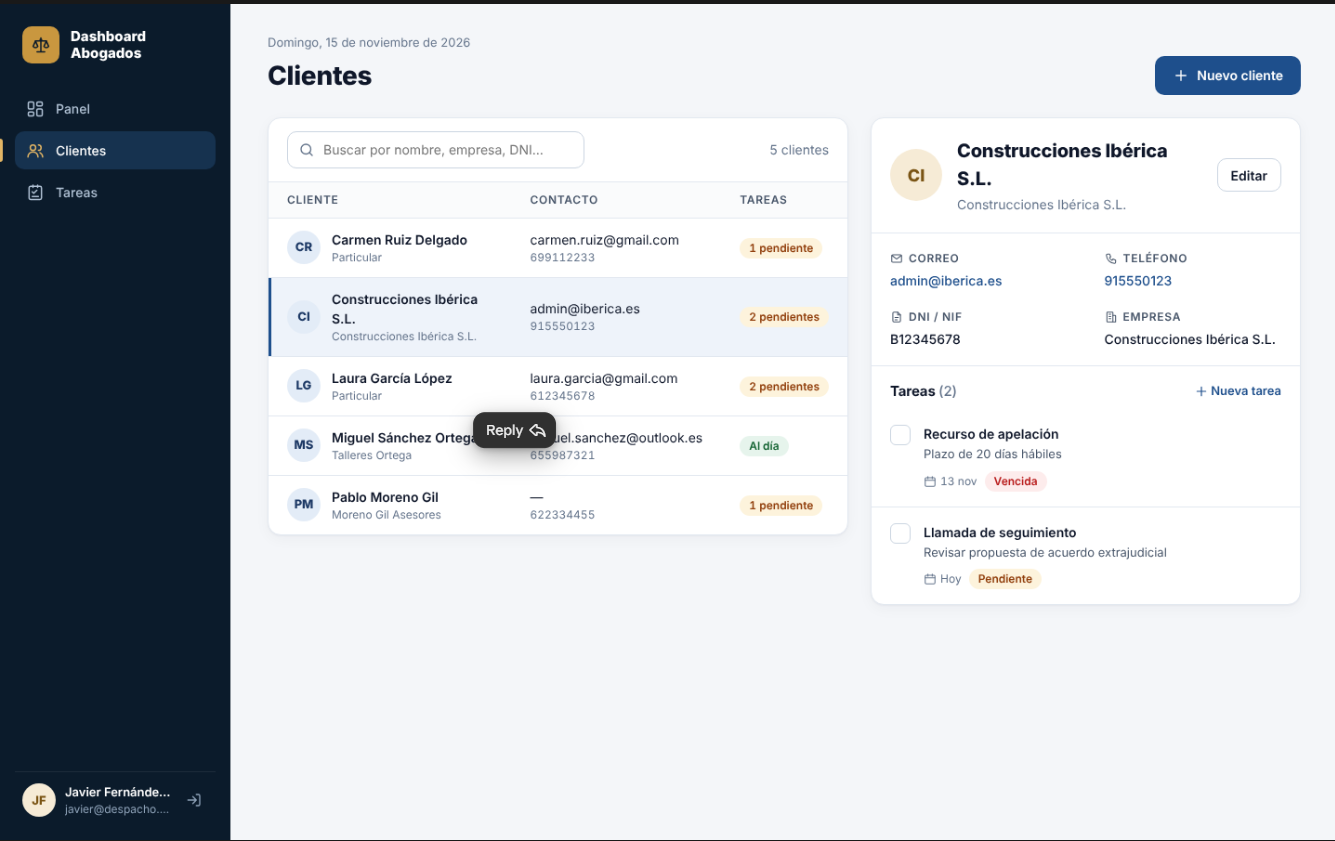 Dashboard
Abogados
Panel
Clientes
Tareas
Javier Fernánde...
javier@despacho....
JF
Domingo, 15 de noviembre de 2026
Clientes
+ Nuevo cliente
Buscar por nombre, empresa, DNI...
5 clientes
CLIENTE CONTACTO TAREAS
CR
Carmen Ruiz Delgado
Particular
carmen.ruiz@gmail.com
699112233
1 pendiente
CI
Construcciones Ibérica
S.L.
Construcciones Ibérica S.L.
admin@iberica.es
915550123
2 pendientes
LG
Laura García López
Particular
laura.garcia@gmail.com
612345678
2 pendientes
MS
Miguel Sánchez Ortega
Talleres Ortega
Reply
uel.sanchez@outlook.es
655987321
Al día
PM
Pablo Moreno Gil
Moreno Gil Asesores
—
622334455
1 pendiente
CI
Construcciones Ibérica
S.L.
Construcciones Ibérica S.L.
Editar
CORREO
admin@iberica.es
TELÉFONO
915550123
DNI / NIF
B12345678
EMPRESA
Construcciones Ibérica S.L.
Tareas (2)
+ Nueva tarea
Recurso de apelación
Plazo de 20 días hábiles
13 nov Vencida
Llamada de seguimiento
Revisar propuesta de acuerdo extrajudicial
Hoy Pendiente